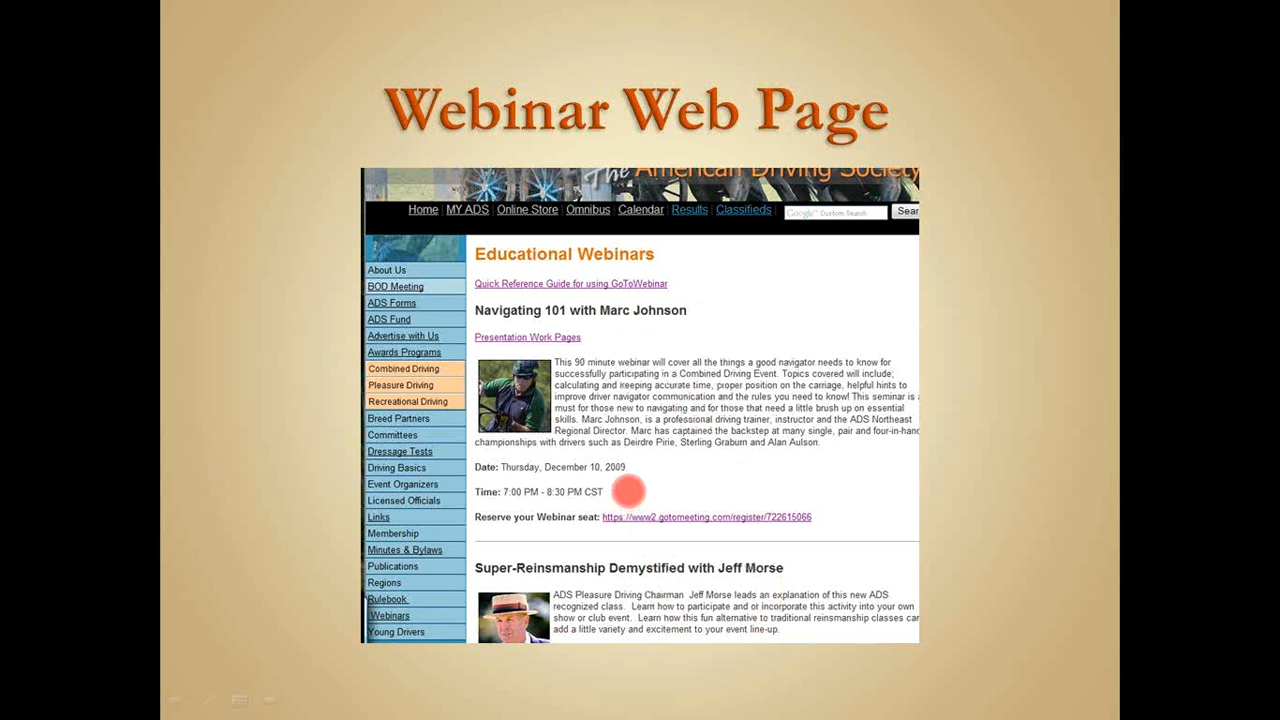 Webinar Web Page
The American Driving Society
Home | MY ADS | Online Store | Omnibus | Calendar | Results | Classifieds |
Google™ Custom Search
Sear
About Us
BOD Meeting
ADS Forms
ADS Fund
Advertise with Us
Awards Programs
Combined Driving
Pleasure Driving
Recreational Driving
Breed Partners
Committees
Dressage Tests
Driving Basics
Event Organizers
Licensed Officials
Links
Membership
Minutes & Bylaws
Publications
Regions
Rulebook
Webinars
Young Drivers
Educational Webinars
Quick Reference Guide for using GoToWebinar
Navigating 101 with Marc Johnson
Presentation Work Pages
This 90 minute webinar will cover all the things a good navigator needs to know for
successfully participating in a Combined Driving Event. Topics covered will include;
calculating and keeping accurate time, proper position on the carriage, helpful hints to
improve driver navigator communication and the rules you need to know! This seminar is a
must for those new to navigating and for those that need a little brush up on essential
skills. Marc Johnson, is a professional driving trainer, instructor and the ADS Northeast
Regional Director. Marc has captained the backstep at many single, pair and four-in-hand
championships with drivers such as Deirdre Pirie, Sterling Graburn and Alan Aulson.
Date: Thursday, December 10, 2009
Time: 7:00 PM - 8:30 PM CST
Reserve your Webinar seat: https://www2.gotomeeting.com/register/722615066
Super-Reinsmanship Demystified with Jeff Morse
ADS Pleasure Driving Chairman Jeff Morse leads an explanation of this new ADS
recognized class. Learn how to participate and or incorporate this activity into your own
show or club event. Learn how this fun alternative to traditional reinsmanship classes can
add a little variety and excitement to your event line-up.